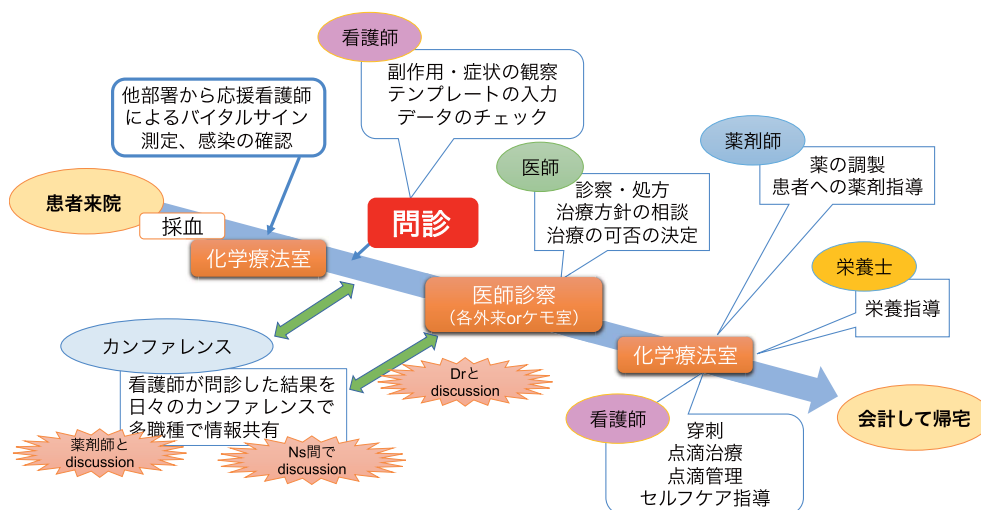 看護師
副作用・症状の観察
テンプレートの入力
データのチェック
他部署から応援看護師
によるバイタルサイン
測定、感染の確認
薬剤師
薬の調製
患者への薬剤指導
医師
診察・処方
治療方針の相談
治療の可否の決定
患者来院
採血
問診
化学療法室
栄養士
栄養指導
医師診察
（各外来orケモ室）
カンファレンス
看護師が問診した結果を
日々のカンファレンスで
多職種で情報共有
化学療法室
Drと
discussion
薬剤師と
discussion
Ns間で
discussion
看護師
穿刺
点滴治療
点滴管理
セルフケア指導
会計して帰宅